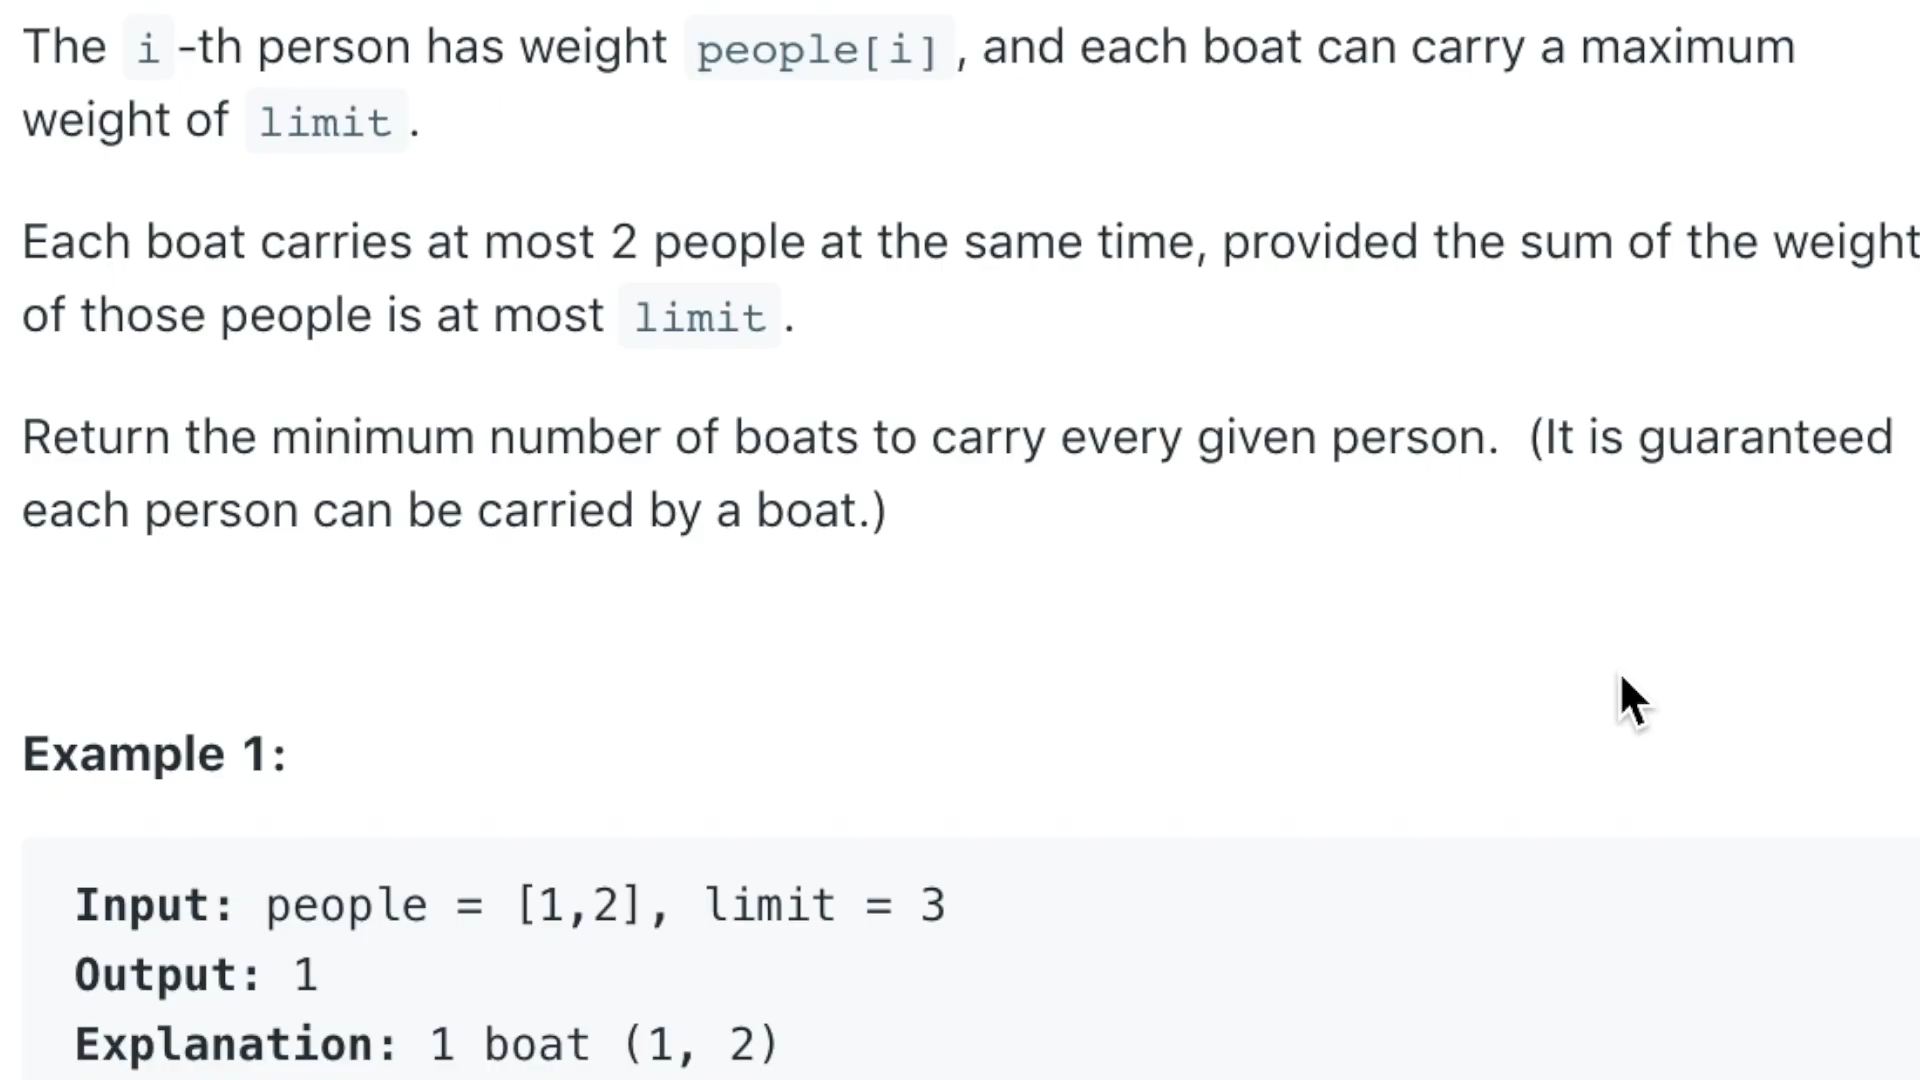 The i -th person has weight people[i] , and each boat can carry a maximum
weight of limit .
Each boat carries at most 2 people at the same time, provided the sum of the weight
of those people is at most limit .
Return the minimum number of boats to carry every given person. (It is guaranteed
each person can be carried by a boat.)
Example 1:
Input: people = [1,2], limit = 3
Output: 1
Explanation: 1 boat (1, 2)